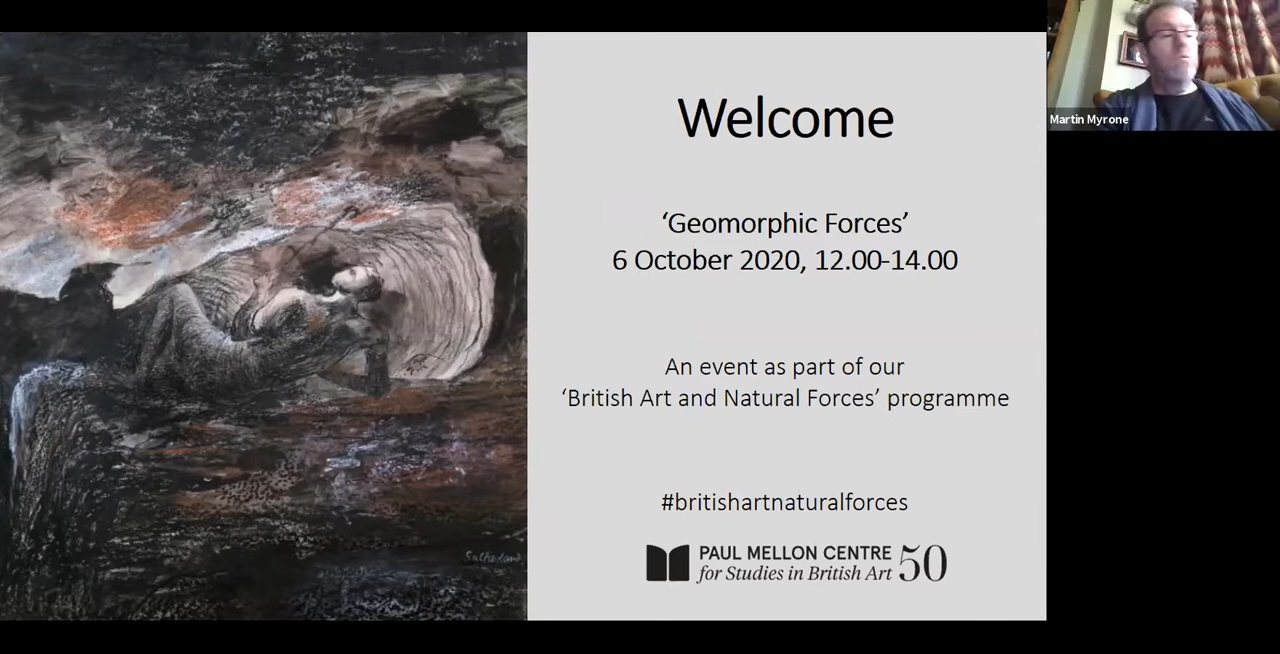 Welcome
‘Geomorphic Forces’
6 October 2020, 12.00-14.00
An event as part of our
‘British Art and Natural Forces’ programme
#britishartnaturalforces
PAUL MELLON CENTRE
for Studies in British Art 50
Sutherland
Martin Myrone